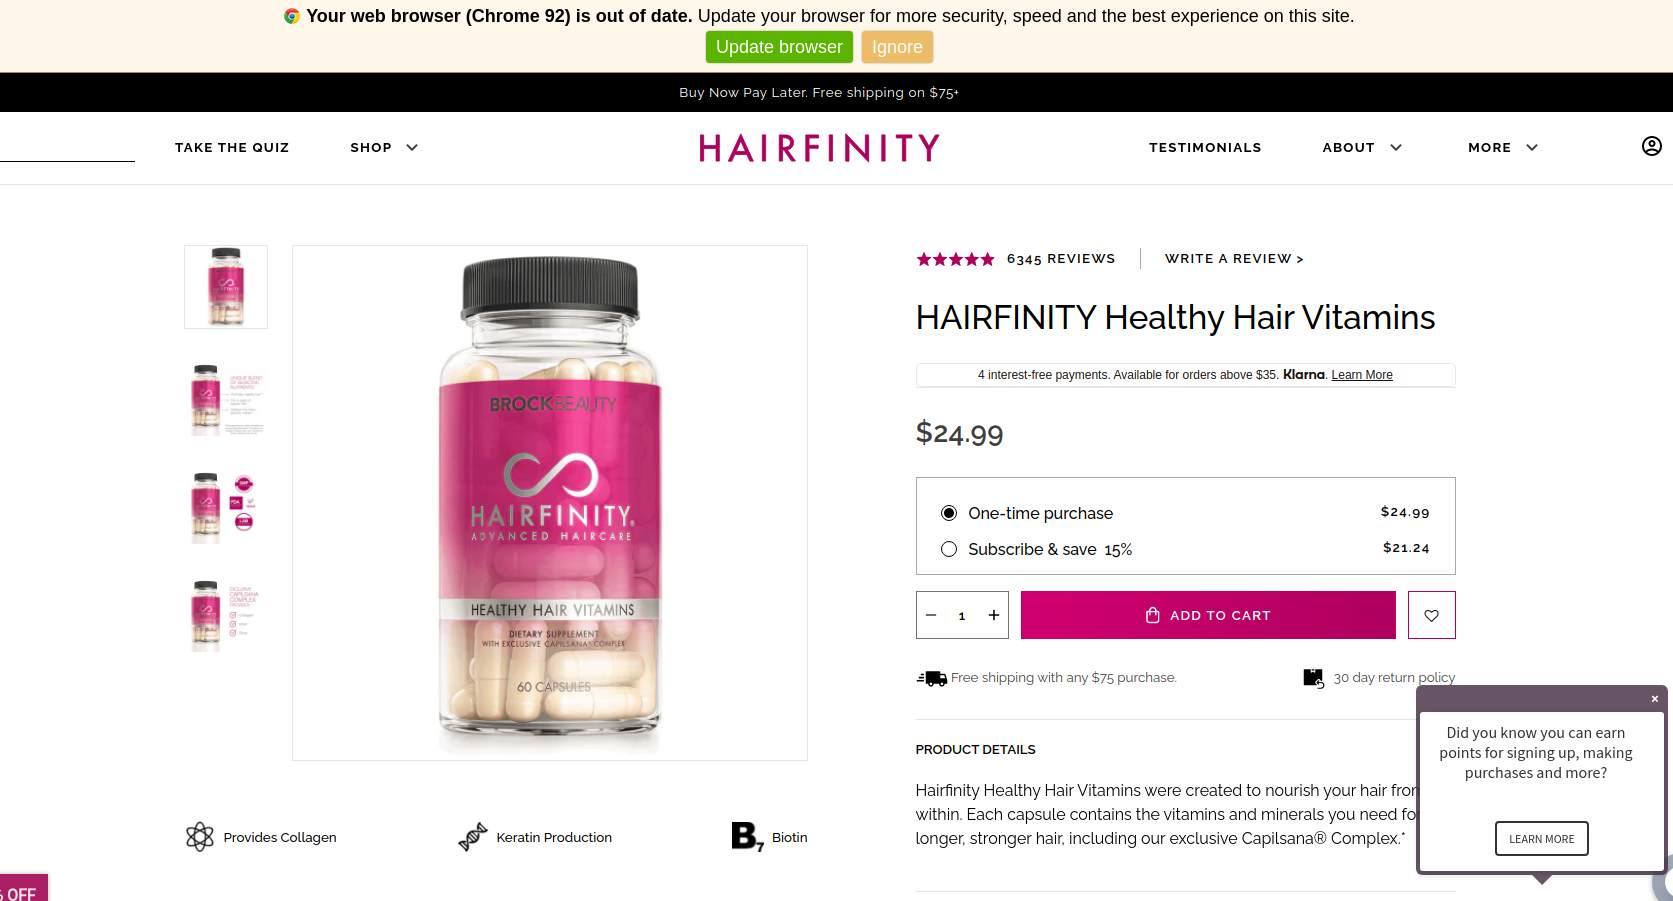 Your web browser (Chrome 92) is out of date. Update your browser for more security, speed and the best experience on this site.
Update browser Ignore
Buy Now Pay Later. Free shipping on $75+
TAKE THE QUIZ SHOP HAIRFINITY TESTIMONIALS ABOUT MORE
6345 REVIEWS WRITE A REVIEW >
HAIRFINITY Healthy Hair Vitamins
4 interest-free payments. Available for orders above $35. Klarna. Learn More
$24.99
One-time purchase $24.99
Subscribe & save 15% $21.24
− 1 + ADD TO CART
Free shipping with any $75 purchase. 30 day return policy
PRODUCT DETAILS
Hairfinity Healthy Hair Vitamins were created to nourish your hair from
within. Each capsule contains the vitamins and minerals you need for
longer, stronger hair, including our exclusive Capilsana® Complex.*
BROCKBEAUTY
HAIRFINITY®
ADVANCED HAIRCARE
HEALTHY HAIR VITAMINS
DIETARY SUPPLEMENT
WITH EXCLUSIVE CAPILSANA® COMPLEX
60 CAPSULES
Provides Collagen Keratin Production B7 Biotin
% OFF
×
Did you know you can earn
points for signing up, making
purchases and more?
LEARN MORE